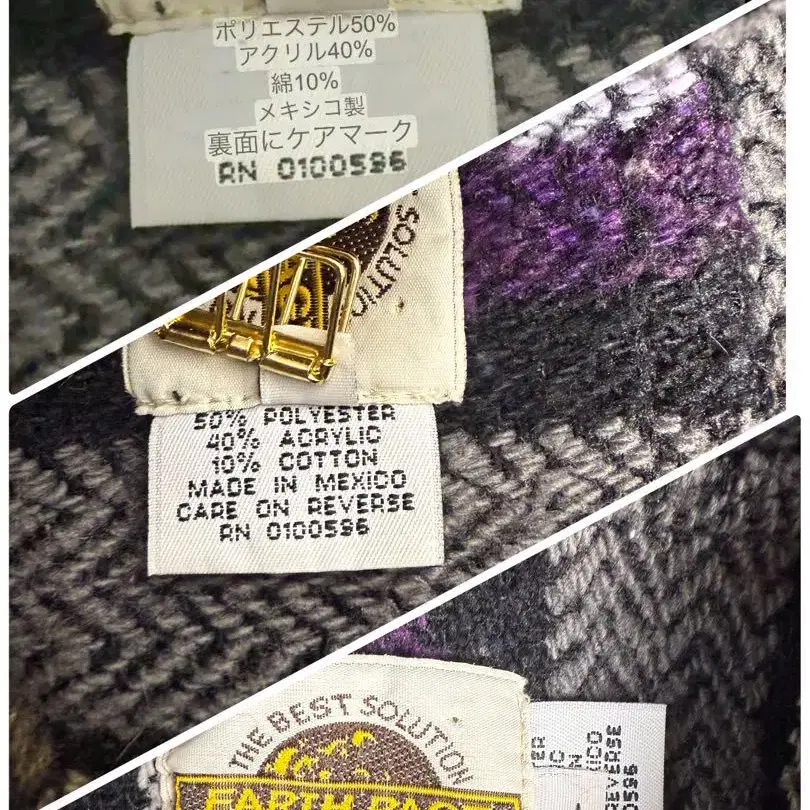 ポリエステル50%
アクリル40%
綿10%
メキシコ製
裏面にケアマーク
RN 0100596
SOLUTIO
50% POLYESTER
40% ACRYLIC
10% COTTON
MADE IN MEXICO
CARE ON REVERSE
RN 0100596
THE BEST SOLUTION
EARTH